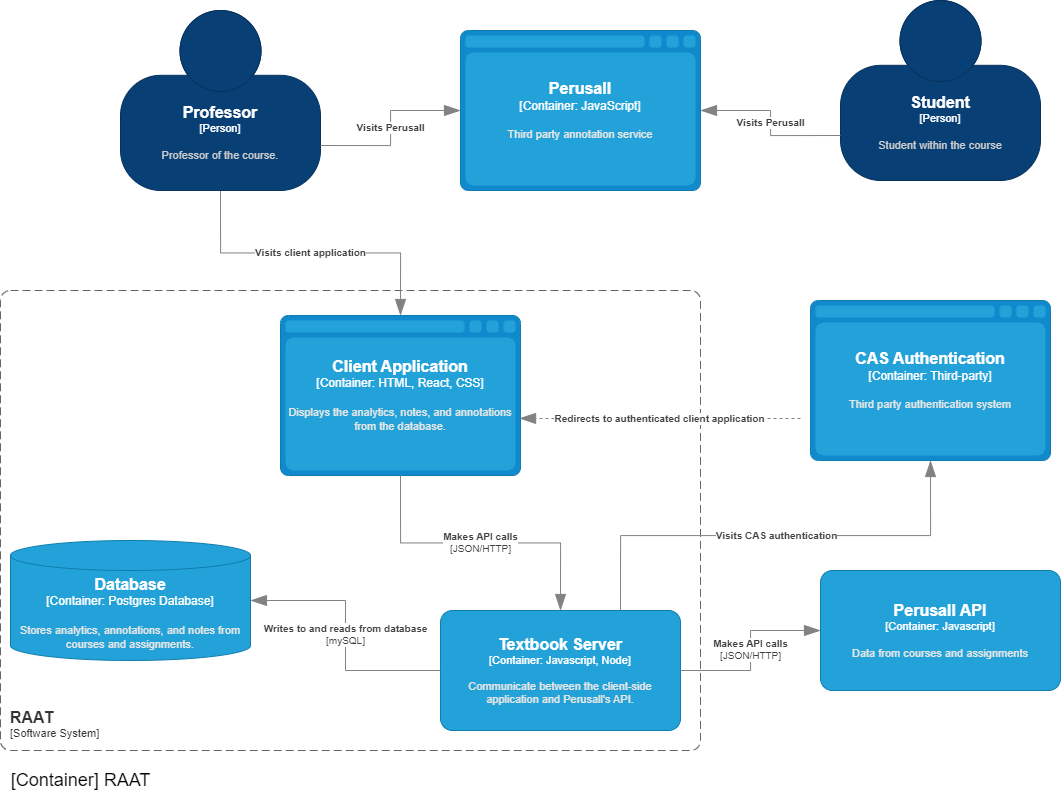 Professor
[Person]
Professor of the course.
Visits Perusall
Perusall
[Container: JavaScript]
Third party annotation service
Visits Perusall
Student
[Person]
Student within the course
Visits client application
Client Application
[Container: HTML, React, CSS]
Displays the analytics, notes, and annotations
from the database.
Redirects to authenticated client application
CAS Authentication
[Container: Third-party]
Third party authentication system
Makes API calls
[JSON/HTTP]
Visits CAS authentication
Database
[Container: Postgres Database]
Stores analytics, annotations, and notes from
courses and assignments.
Writes to and reads from database
[mySQL]
Textbook Server
[Container: Javascript, Node]
Communicate between the client-side
application and Perusall's API.
Makes API calls
[JSON/HTTP]
Perusall API
[Container: Javascript]
Data from courses and assignments
RAAT
[Software System]
[Container] RAAT